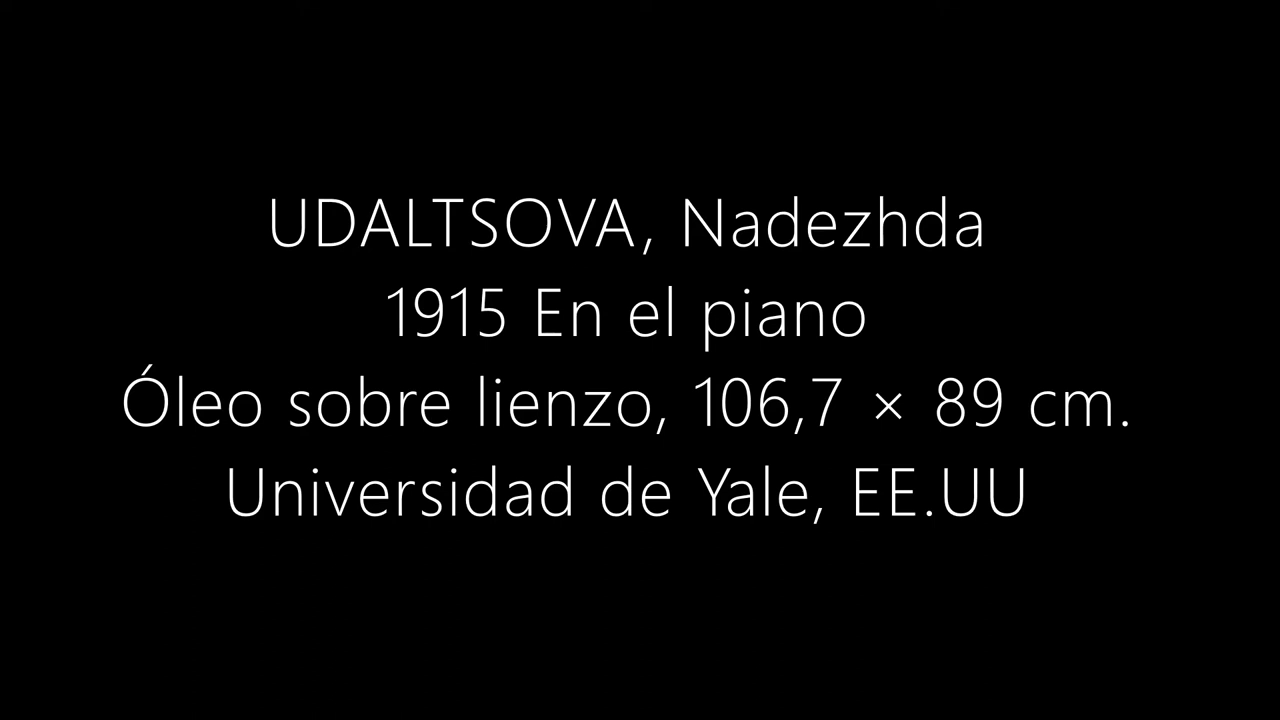 UDALTSOVA, Nadezhda
1915 En el piano
Óleo sobre lienzo, 106,7 × 89 cm.
Universidad de Yale, EE.UU